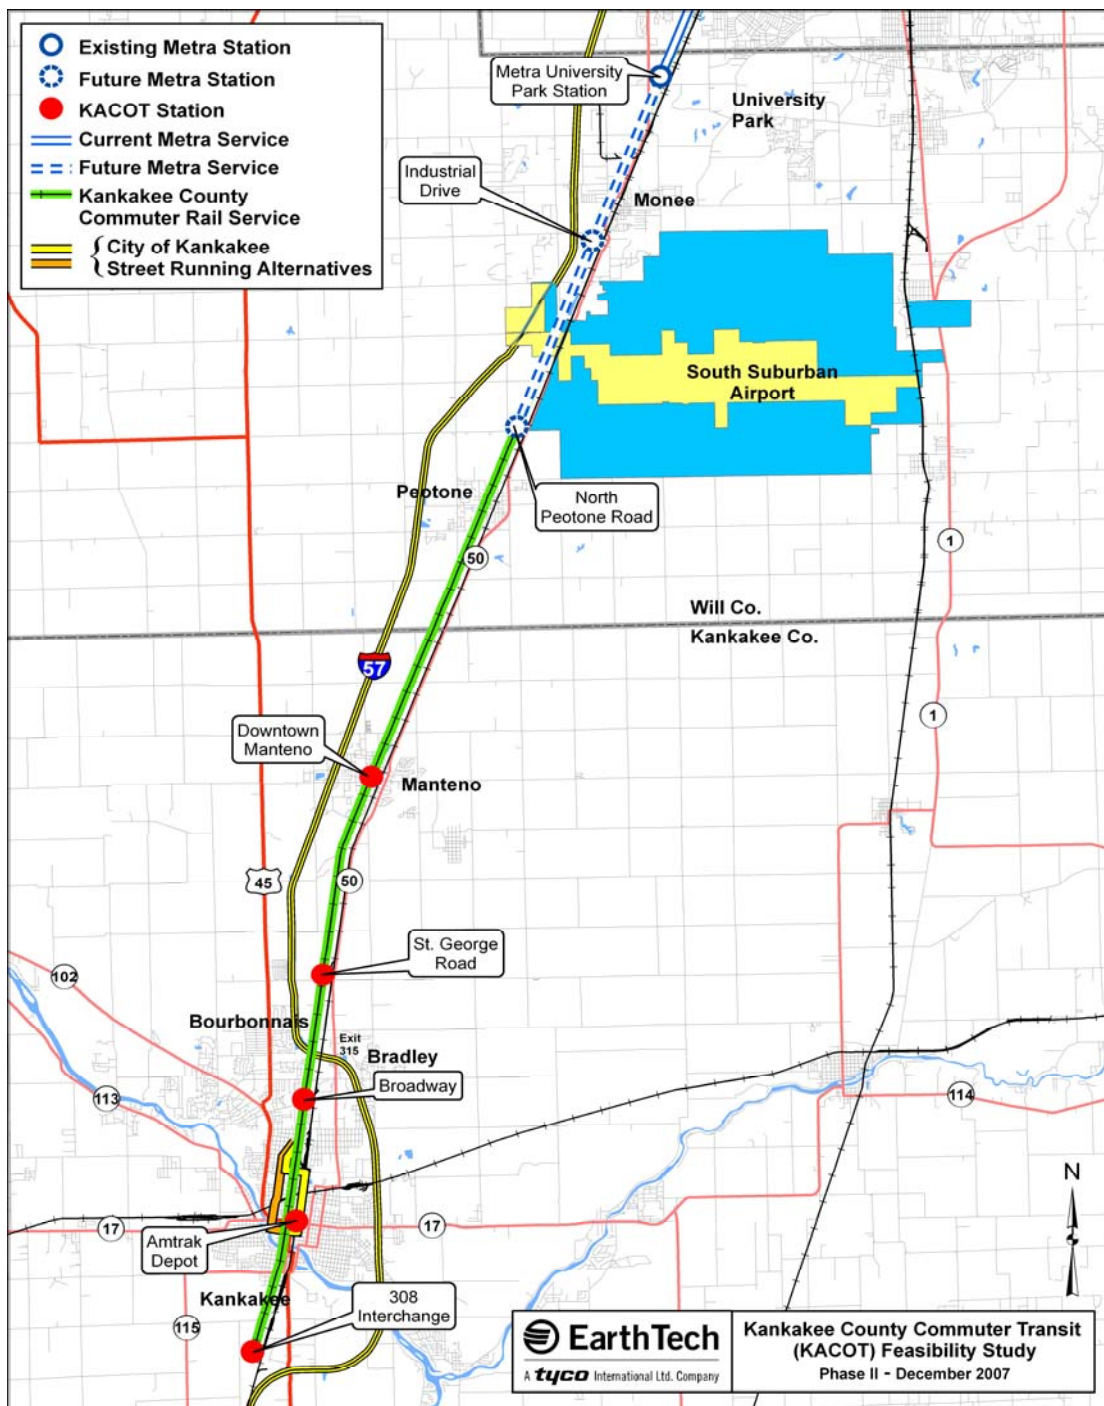 Existing Metra Station
Future Metra Station
KACOT Station
Current Metra Service
Future Metra Service
Kankakee County
Commuter Rail Service
City of Kankakee
Street Running Alternatives
Metra University
Park Station
University
Park
Industrial
Drive
Monee
South Suburban
Airport
Peotone
North
Peotone Road
50
1
Will Co.
Kankakee Co.
57
1
Downtown
Manteno
Manteno
45
50
St. George
Road
102
Bourbonnais
Exit
315
Bradley
Broadway
113
114
N
17
17
Amtrak
Depot
Kankakee
308
Interchange
115
EarthTech
A tyco International Ltd. Company
Kankakee County Commuter Transit
(KACOT) Feasibility Study
Phase II - December 2007